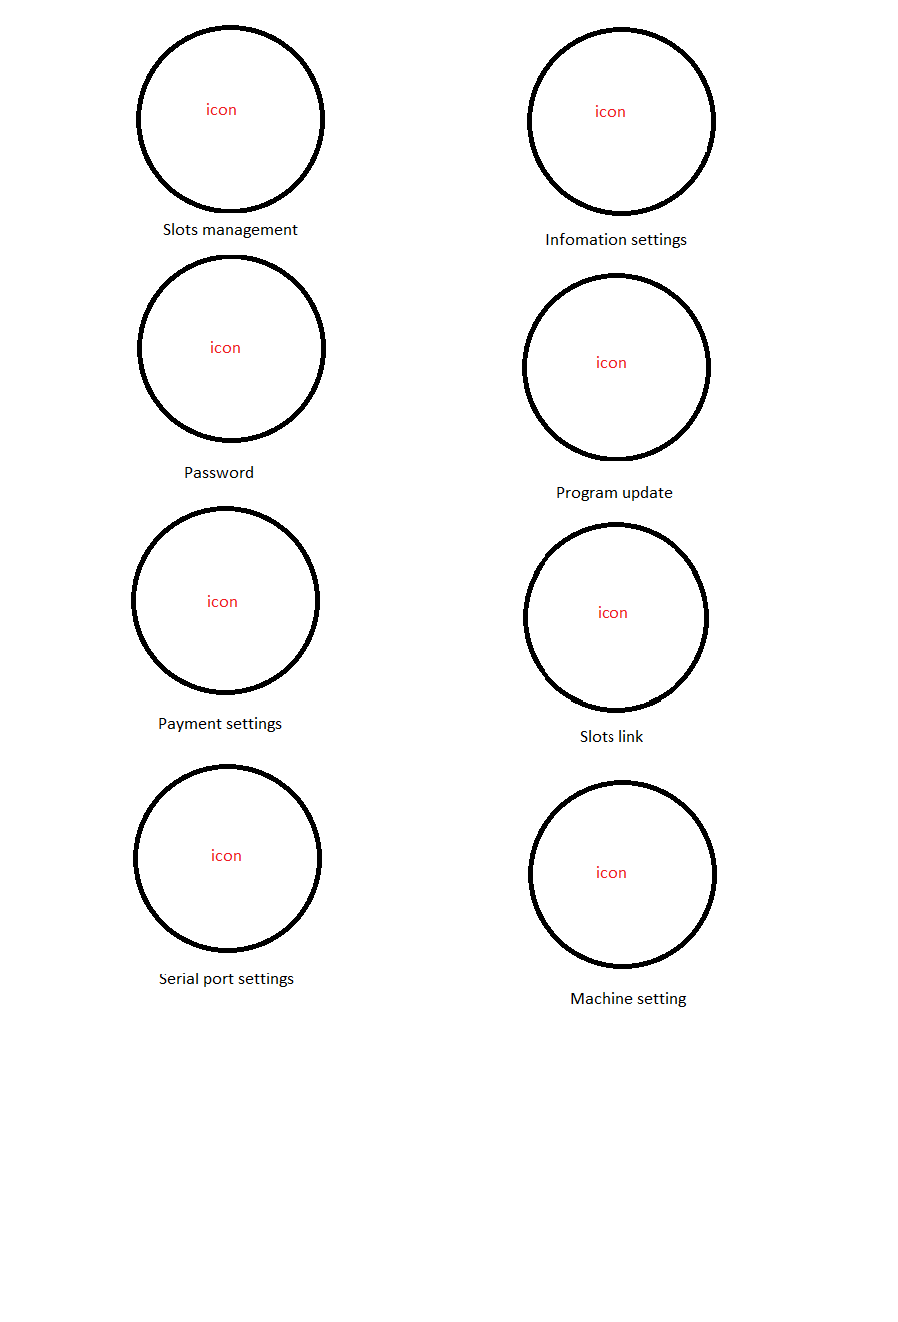 icon
icon
Slots management
Infomation settings
icon
icon
Password
Program update
icon
icon
Payment settings
Slots link
icon
icon
Serial port settings
Machine setting